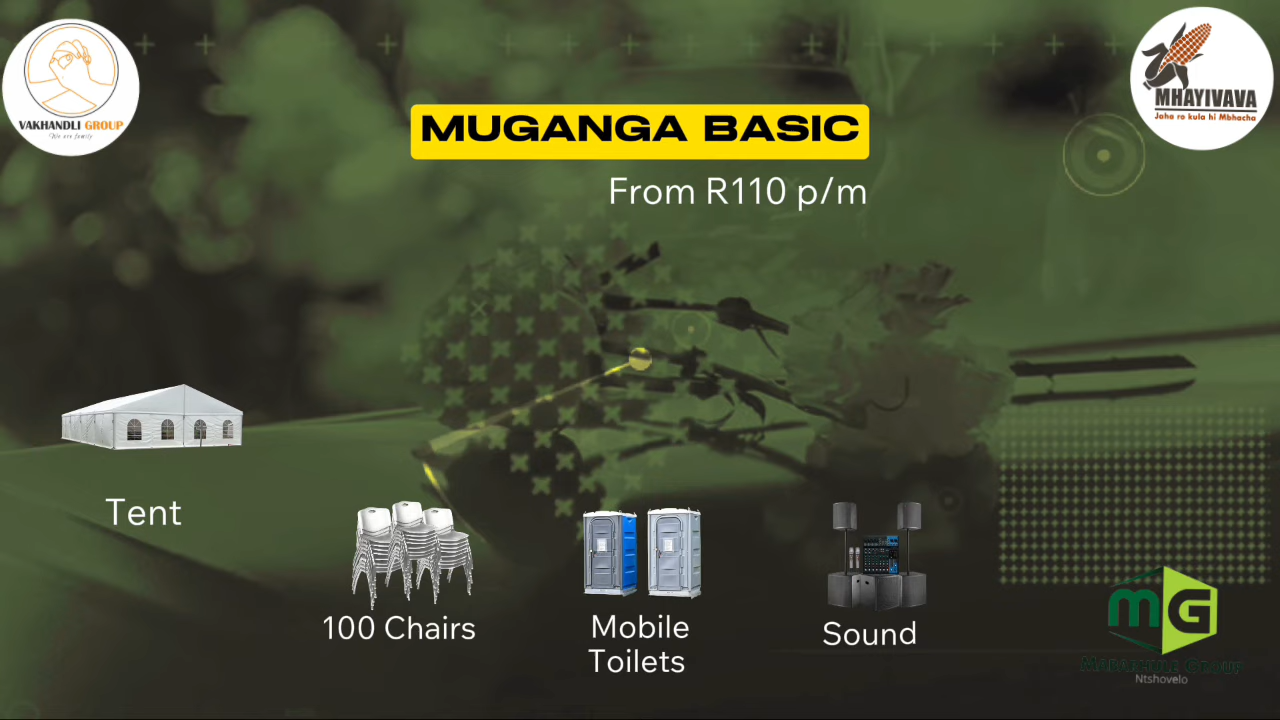 VAKHANDLI GROUP
We are family
MHAYIVAVA
Jaha ro kula hi Mbhacha
MUGANGA BASIC
From R110 p/m
Tent
100 Chairs
Mobile
Toilets
Sound
mG
Ntshovelo